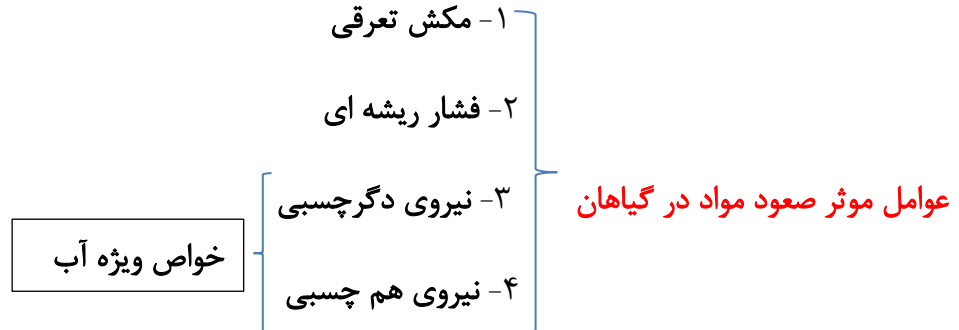 عوامل موثر صعود مواد در گیاهان
۱- مکش تعرقی
۲- فشار ریشه ای
۳- نیروی دگرچسبی
۴- نیروی هم چسبی
خواص ویژه آب